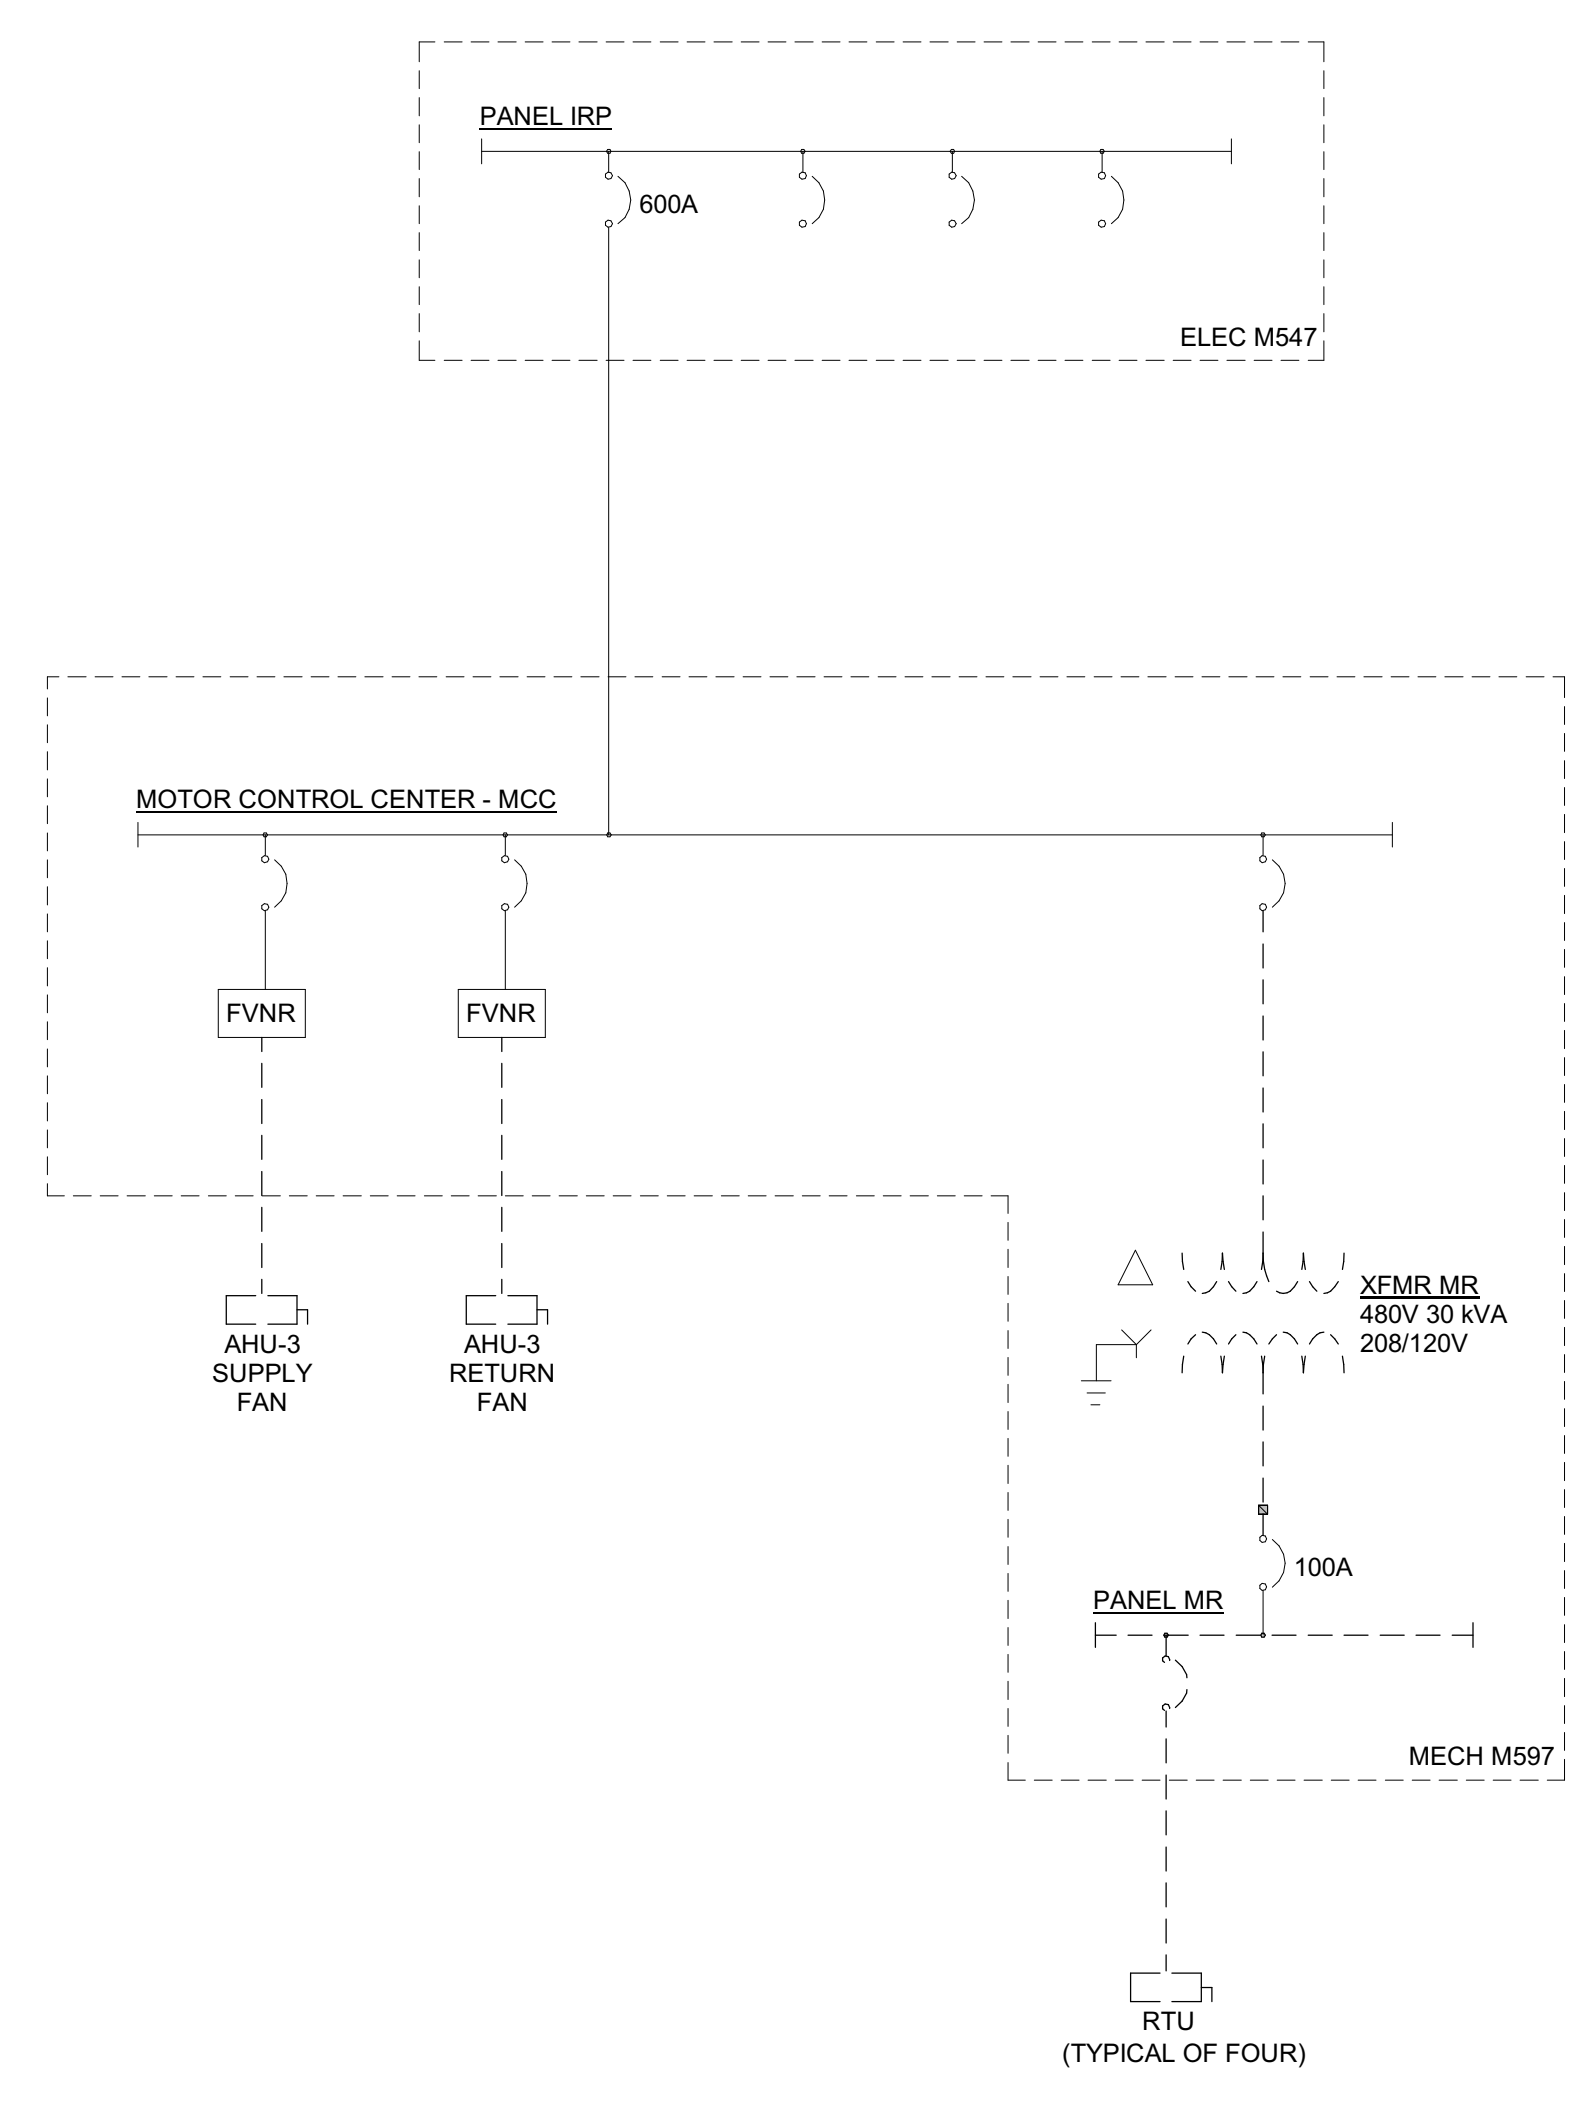 PANEL IRP
600A
ELEC M547
MOTOR CONTROL CENTER - MCC
FVNR
FVNR
AHU-3
SUPPLY
FAN
AHU-3
RETURN
FAN
XFMR MR
480V 30 kVA
208/120V
100A
PANEL MR
MECH M597
RTU
(TYPICAL OF FOUR)